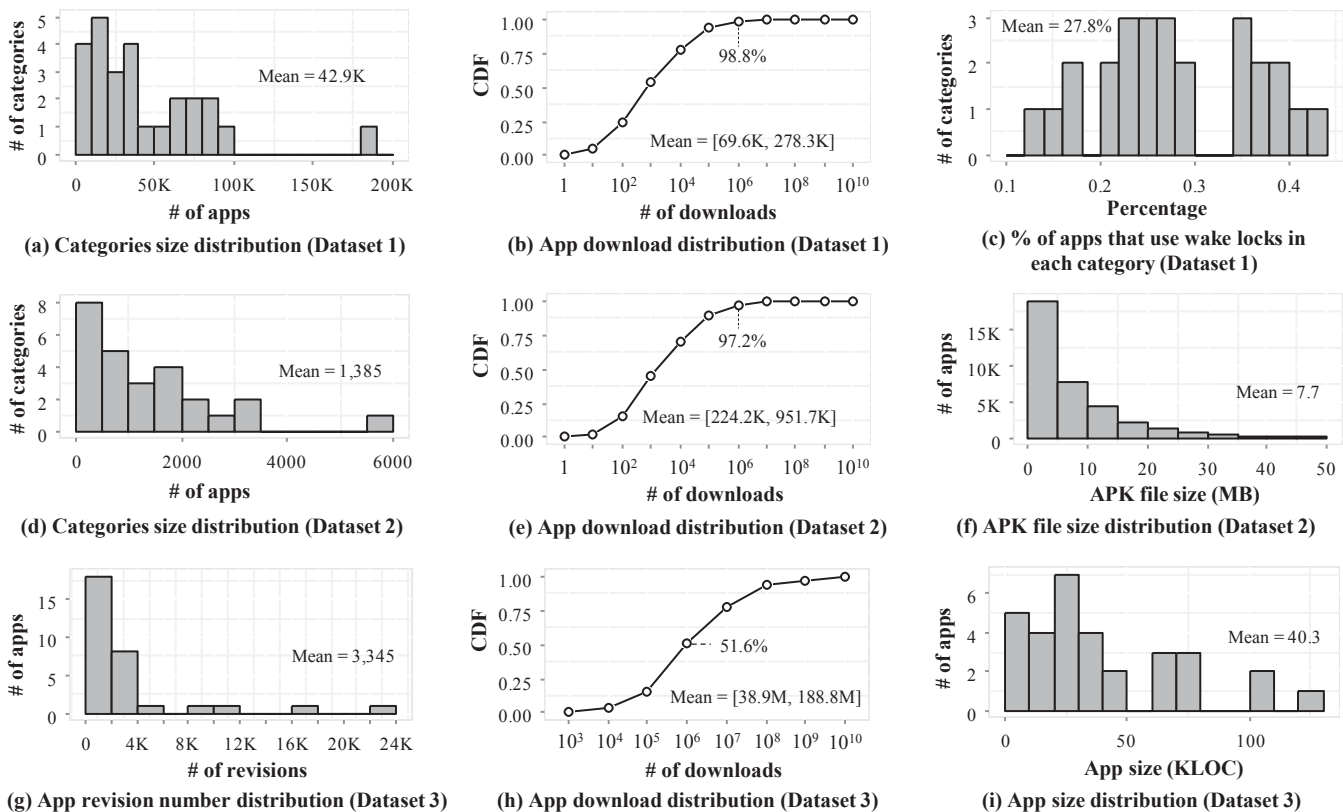 5
4
3
2
1
0
# of categories
Mean = 42.9K
0
50K
100K
150K
200K
# of apps
(a) Categories size distribution (Dataset 1)
1.00
0.75
0.50
0.25
0.00
CDF
98.8%
Mean = [69.6K, 278.3K]
1
10²
10⁴
10⁶
10⁸
10¹⁰
# of downloads
(b) App download distribution (Dataset 1)
3
2
1
0
# of categories
Mean = 27.8%
0.1
0.2
0.3
0.4
Percentage
(c) % of apps that use wake locks in
each category (Dataset 1)
8
6
4
2
0
# of categories
Mean = 1,385
0
2000
4000
6000
# of apps
(d) Categories size distribution (Dataset 2)
1.00
0.75
0.50
0.25
0.00
CDF
97.2%
Mean = [224.2K, 951.7K]
1
10²
10⁴
10⁶
10⁸
10¹⁰
# of downloads
(e) App download distribution (Dataset 2)
15K
10K
5K
0
# of apps
Mean = 7.7
0
10
20
30
40
50
APK file size (MB)
(f) APK file size distribution (Dataset 2)
15
10
5
0
# of apps
Mean = 3,345
0
4K
8K
12K
16K
20K
24K
# of revisions
(g) App revision number distribution (Dataset 3)
1.00
0.75
0.50
0.25
0.00
CDF
51.6%
Mean = [38.9M, 188.8M]
10³
10⁴
10⁵
10⁶
10⁷
10⁸
10⁹
10¹⁰
# of downloads
(h) App download distribution (Dataset 3)
6
4
2
0
# of apps
Mean = 40.3
0
50
100
App size (KLOC)
(i) App size distribution (Dataset 3)